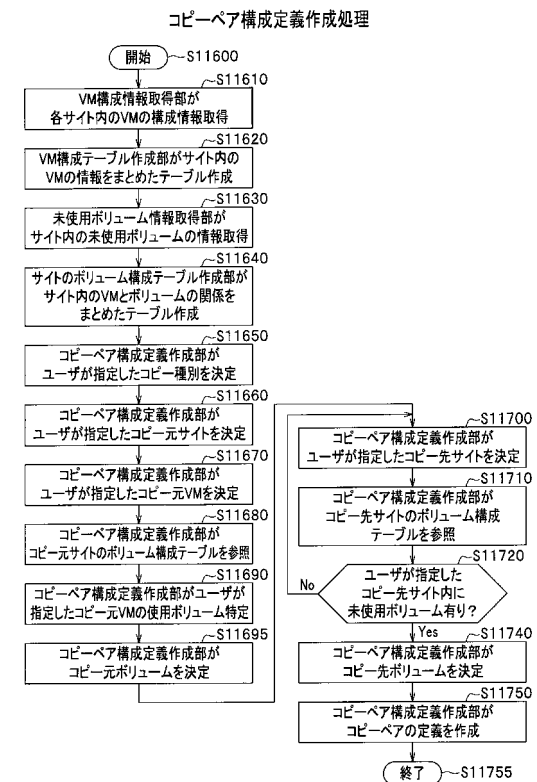 コピーペア構成定義作成処理
開始
S11600
S11610
VM構成情報取得部が
各サイト内のVMの構成情報取得
S11620
VM構成テーブル作成部がサイト内の
VMの情報をまとめたテーブル作成
S11630
未使用ボリューム情報取得部が
サイト内の未使用ボリュームの情報取得
S11640
サイトのボリューム構成テーブル作成部が
サイト内のVMとボリュームの関係を
まとめたテーブル作成
S11650
コピーペア構成定義作成部が
ユーザが指定したコピー種別を決定
S11660
コピーペア構成定義作成部が
ユーザが指定したコピー元サイトを決定
S11670
コピーペア構成定義作成部が
ユーザが指定したコピー元VMを決定
S11680
コピーペア構成定義作成部が
コピー元サイトのボリューム構成テーブルを参照
S11690
コピーペア構成定義作成部がユーザが
指定したコピー元VMの使用ボリューム特定
S11695
コピーペア構成定義作成部が
コピー元ボリュームを決定
S11700
コピーペア構成定義作成部が
ユーザが指定したコピー先サイトを決定
S11710
コピーペア構成定義作成部が
コピー先サイトのボリューム構成
テーブルを参照
S11720
ユーザが指定した
コピー先サイト内に
未使用ボリューム有り?
No
Yes
S11740
コピーペア構成定義作成部が
コピー先ボリュームを決定
S11750
コピーペア構成定義作成部が
コピーペアの定義を作成
終了
S11755